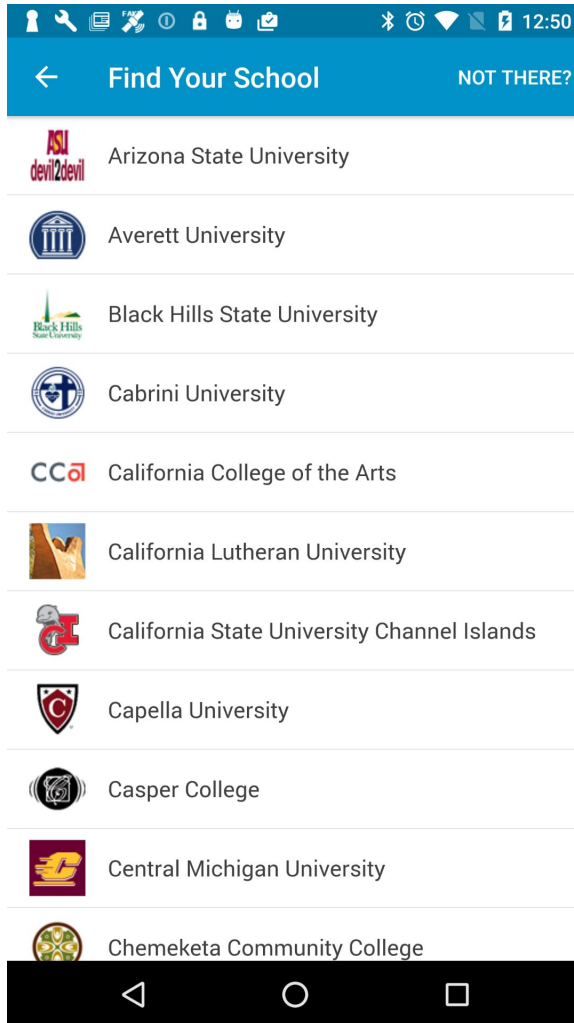 FAKE
12:50
Find Your School
NOT THERE?
ASU
devil2devil
Arizona State University
Averett University
Black Hills
State University
Black Hills State University
Cabrini University
CCa
California College of the Arts
California Lutheran University
CI
California State University Channel Islands
C
Capella University
Casper College
C
Central Michigan University
Chemeketa Community College